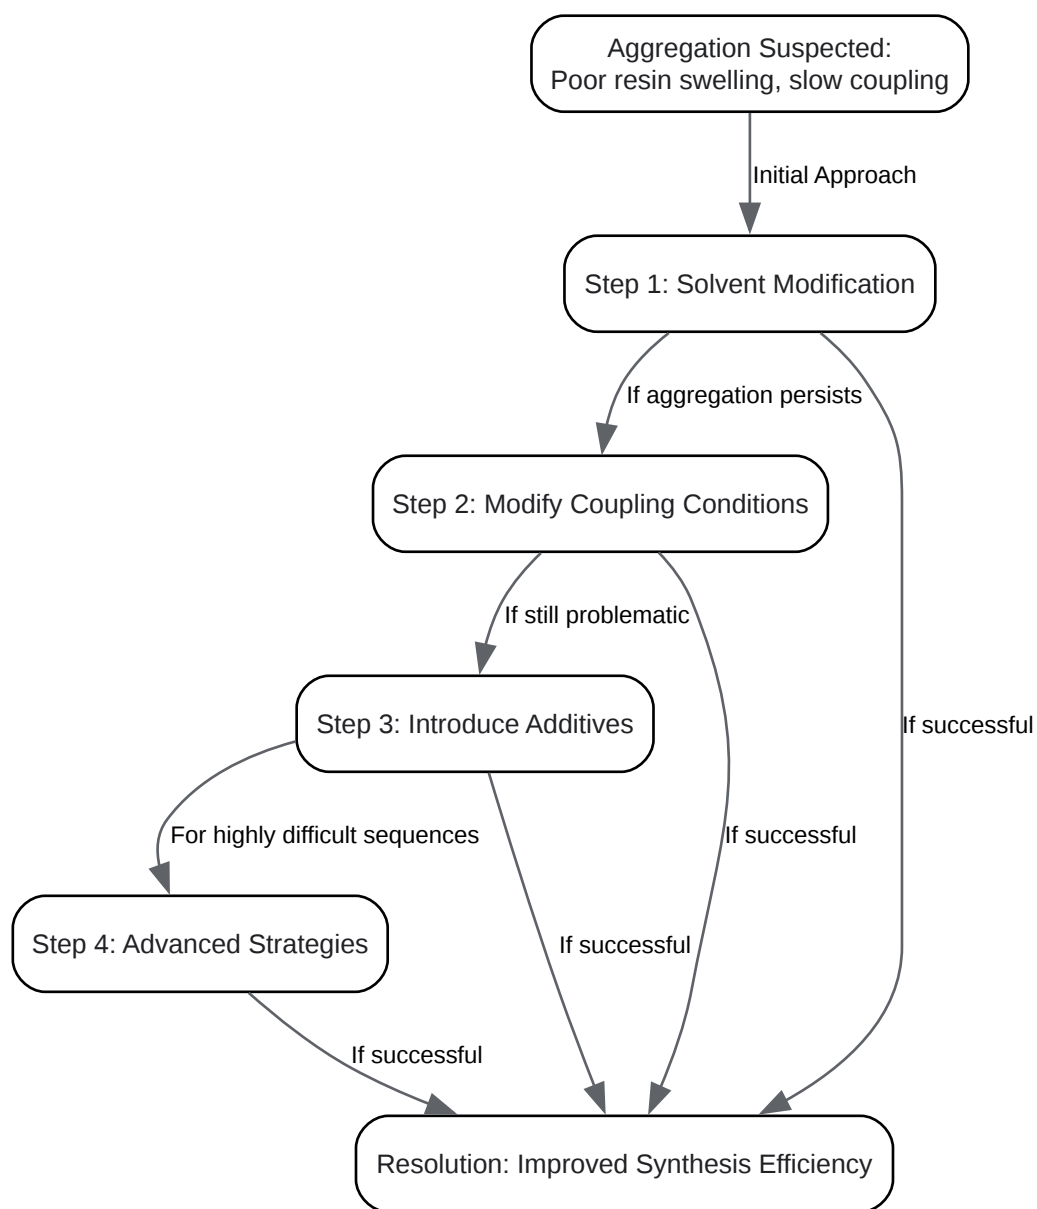 Aggregation Suspected:
Poor resin swelling, slow coupling
Initial Approach
Step 1: Solvent Modification
If aggregation persists
Step 2: Modify Coupling Conditions
If still problematic
Step 3: Introduce Additives
If successful
For highly difficult sequences
If successful
Step 4: Advanced Strategies
If successful
If successful
Resolution: Improved Synthesis Efficiency